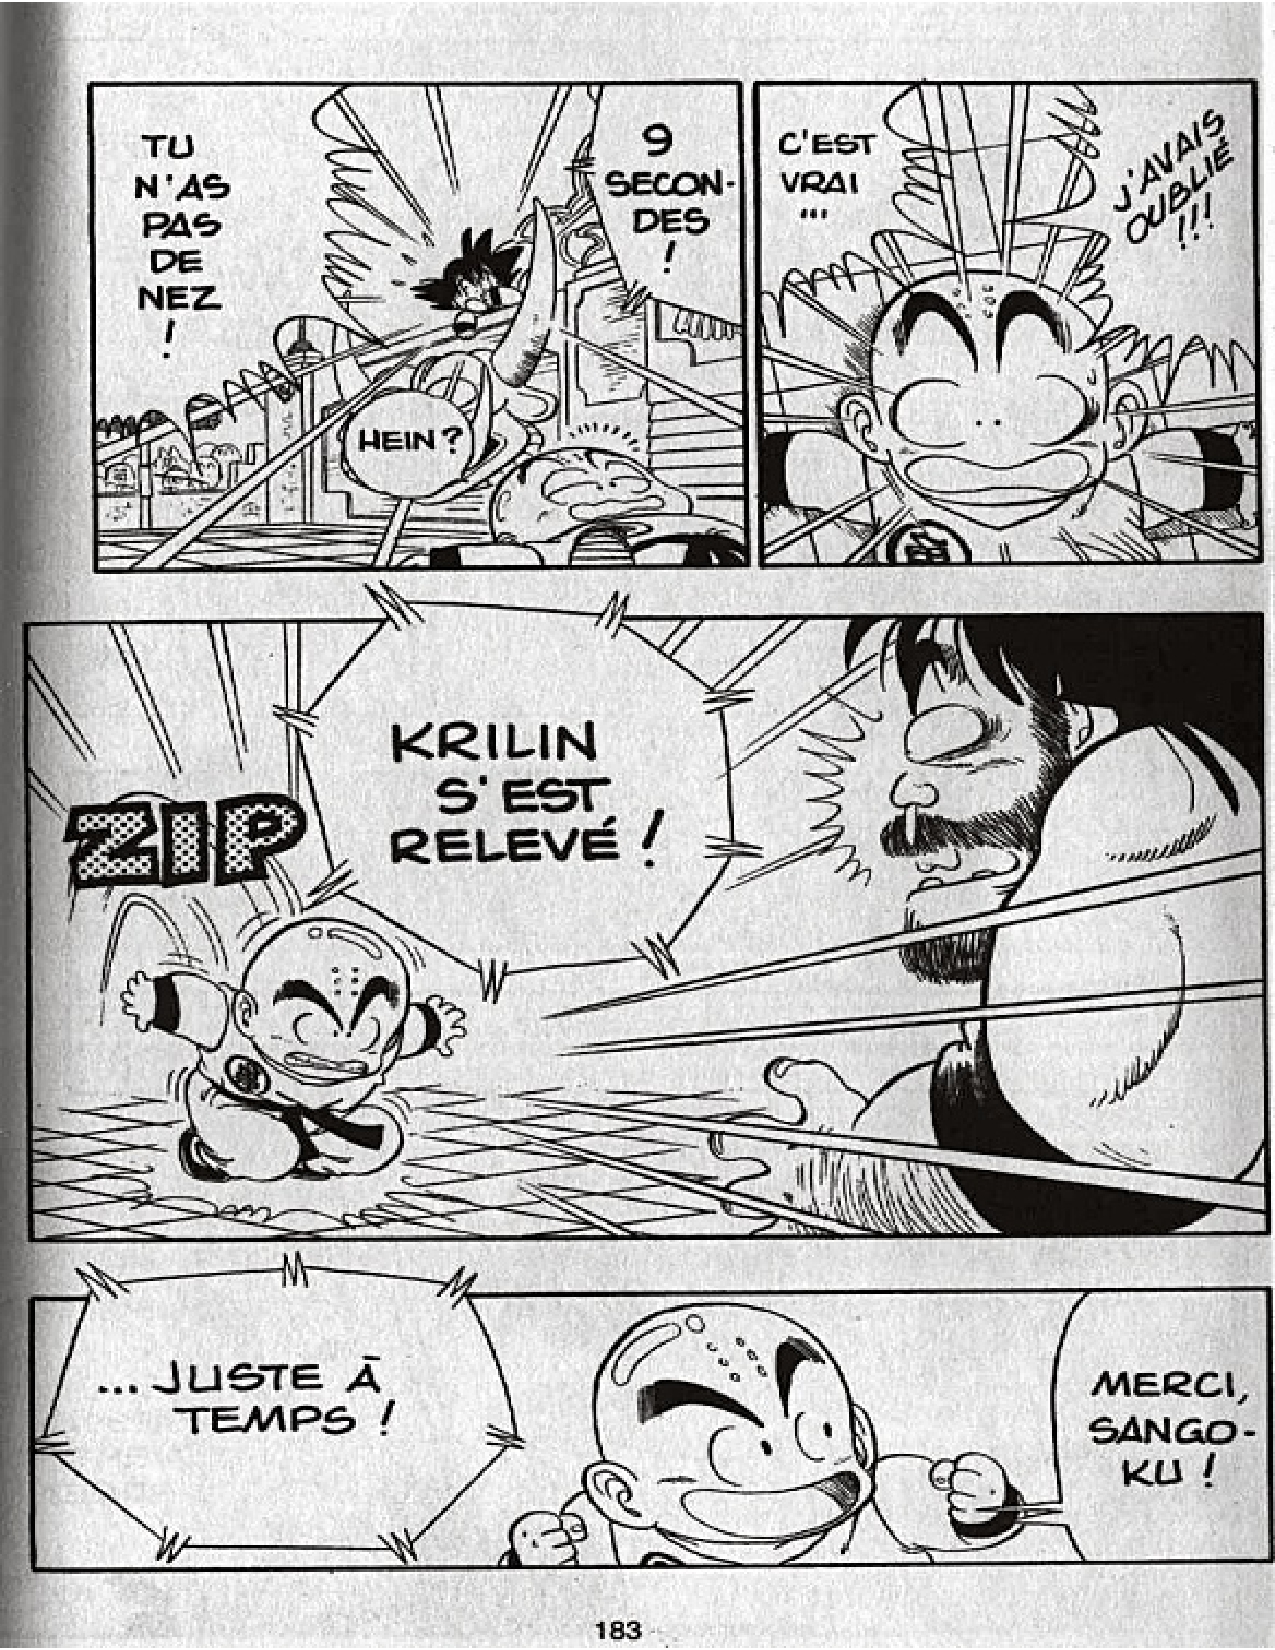 TU
N'AS
PAS
DE
NEZ
!
HEIN ?
9
SECON-
DES
!
C'EST
VRAI
...
J'AVAIS
OUBLIÉ
!!!
KRILIN
S'EST
RELEVÉ !
ZIP
... JUSTE À
TEMPS !
MERCI,
SANGO-
KU !
183